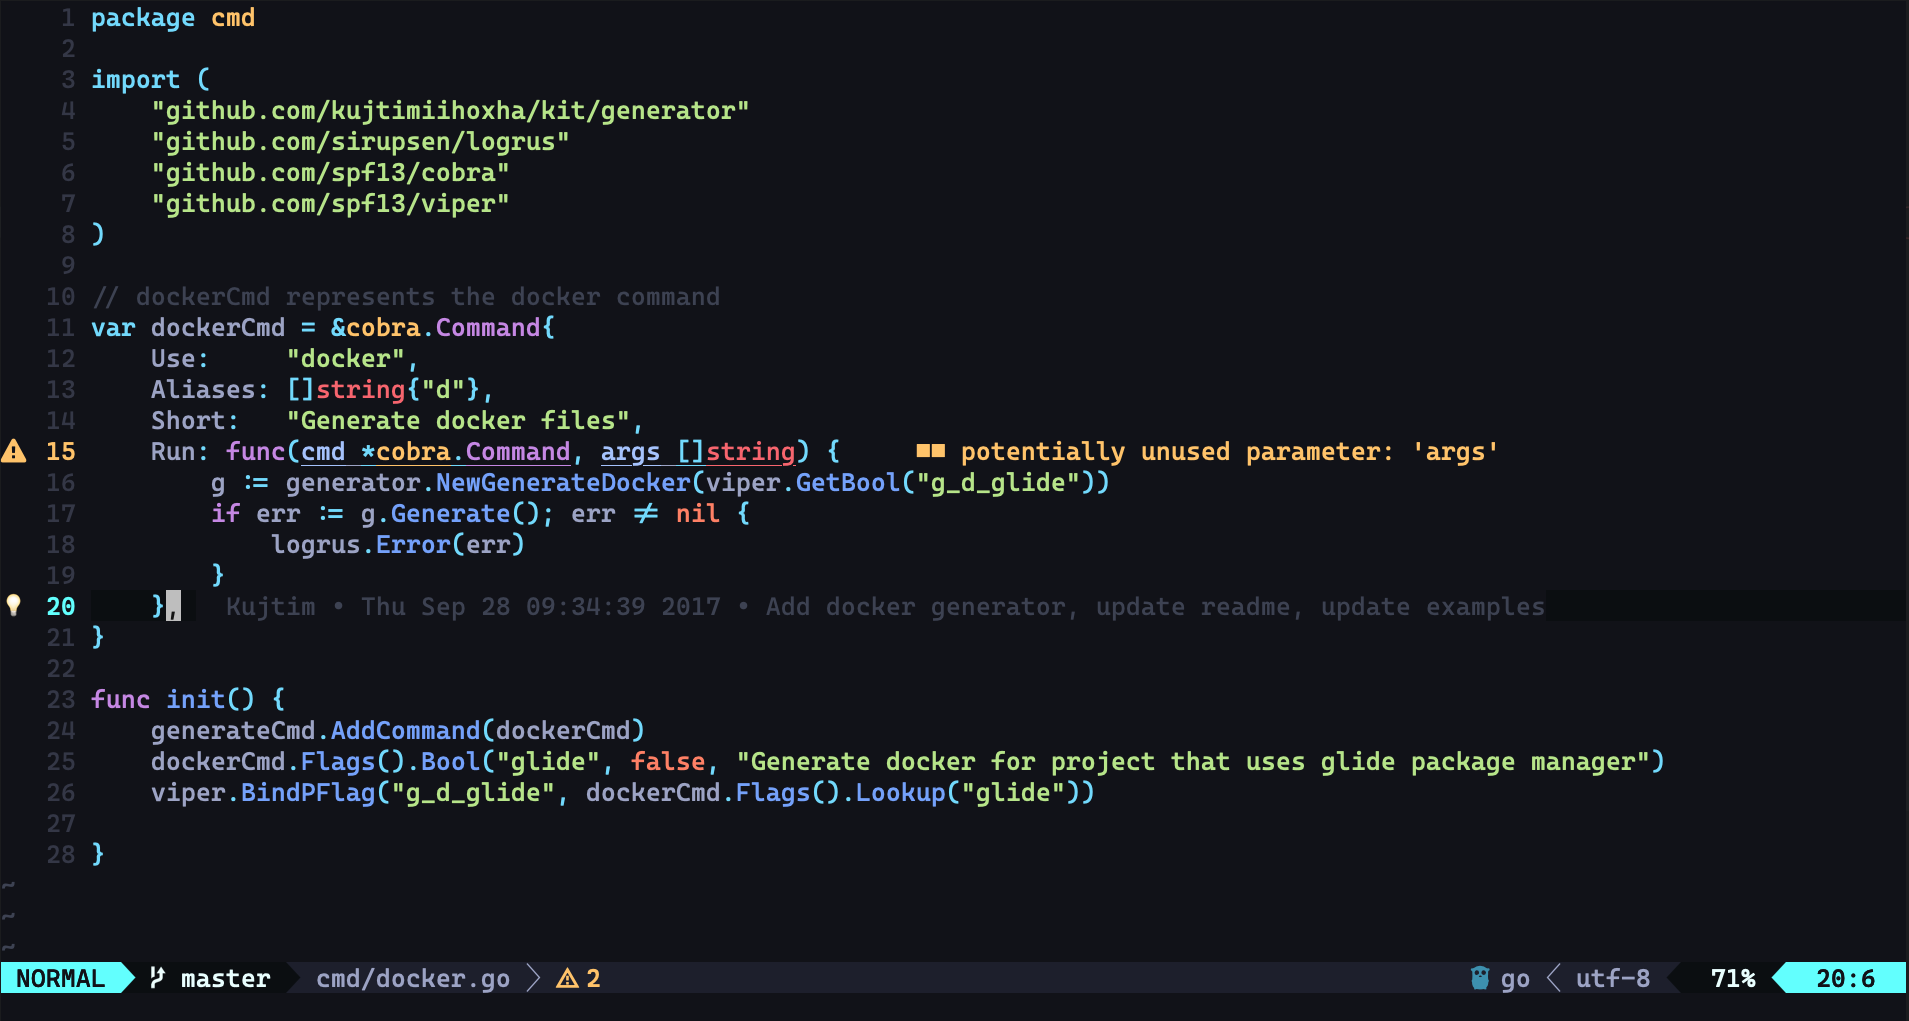 1 package cmd
2
3 import (
4     "github.com/kujtimiihoxha/kit/generator"
5     "github.com/sirupsen/logrus"
6     "github.com/spf13/cobra"
7     "github.com/spf13/viper"
8 )
9
10 // dockerCmd represents the docker command
11 var dockerCmd = &cobra.Command{
12     Use:     "docker",
13     Aliases: []string{"d"},
14     Short:   "Generate docker files",
15     Run: func(cmd *cobra.Command, args []string) {     ■■ potentially unused parameter: 'args'
16         g := generator.NewGenerateDocker(viper.GetBool("g_d_glide"))
17         if err := g.Generate(); err != nil {
18             logrus.Error(err)
19         }
20     },   Kujtim • Thu Sep 28 09:34:39 2017 • Add docker generator, update readme, update examples
21 }
22
23 func init() {
24     generateCmd.AddCommand(dockerCmd)
25     dockerCmd.Flags().Bool("glide", false, "Generate docker for project that uses glide package manager")
26     viper.BindPFlag("g_d_glide", dockerCmd.Flags().Lookup("glide"))
27
28 }
~
~
~
NORMAL master cmd/docker.go 2 go utf-8 71% 20:6